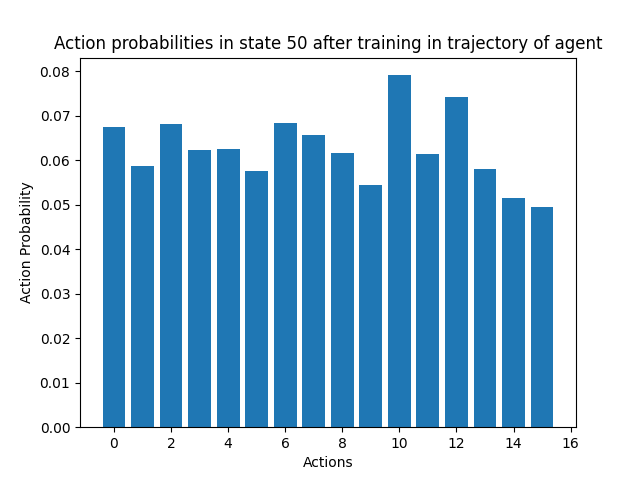 Action probabilities in state 50 after training in trajectory of agent
0.08
0.07
0.06
0.05
0.04
0.03
0.02
0.01
0.00
Action Probability
0 2 4 6 8 10 12 14 16
Actions